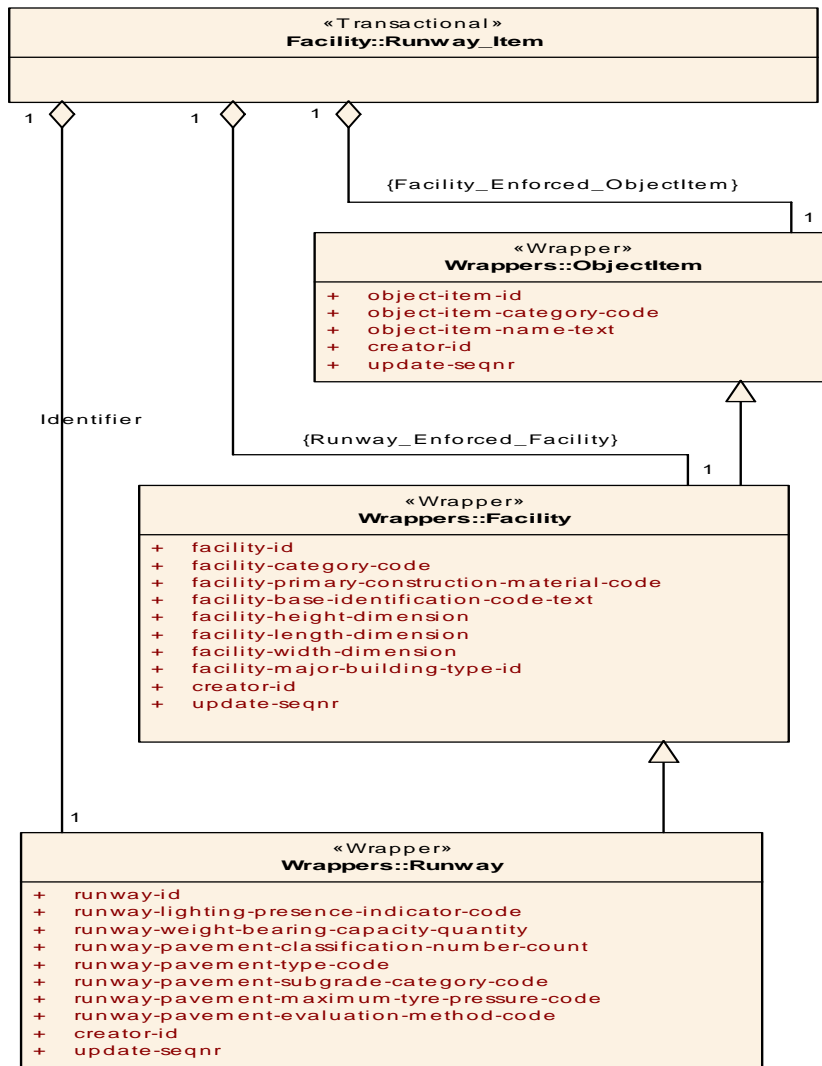 «Transactional»
Facility::Runway_Item
1
1
1
{Facility_Enforced_ObjectItem}
1
«Wrapper»
Wrappers::ObjectItem
+ object-item-id
+ object-item-category-code
+ object-item-name-text
+ creator-id
+ update-seqnr
Identifier
{Runway_Enforced_Facility}
1
«Wrapper»
Wrappers::Facility
+ facility-id
+ facility-category-code
+ facility-primary-construction-material-code
+ facility-base-identification-code-text
+ facility-height-dimension
+ facility-length-dimension
+ facility-width-dimension
+ facility-major-building-type-id
+ creator-id
+ update-seqnr
1
«Wrapper»
Wrappers::Runway
+ runway-id
+ runway-lighting-presence-indicator-code
+ runway-weight-bearing-capacity-quantity
+ runway-pavement-classification-number-count
+ runway-pavement-type-code
+ runway-pavement-subgrade-category-code
+ runway-pavement-maximum-tyre-pressure-code
+ runway-pavement-evaluation-method-code
+ creator-id
+ update-seqnr